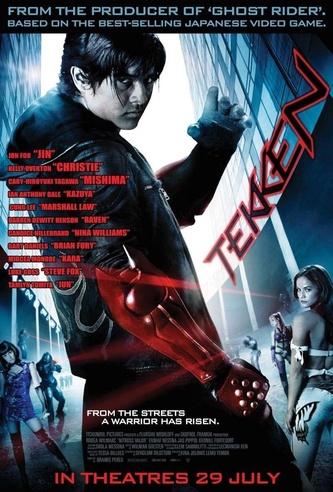 FROM THE PRODUCER OF 'GHOST RIDER'.
BASED ON THE BEST-SELLING JAPANESE VIDEO GAME.
JON FOO "JIN"
KELLY OVERTON "CHRISTIE"
CARY-HIROYUKI TAGAWA "MISHIMA"
IAN ANTHONY DALE "KAZUYA"
CUNG LEE "MARSHALL LAW"
DARREN DEWITT HENSON "RAVEN"
CANDICE HILLEBRAND "NINA WILLIAMS"
GARY DANIELS "BRIAN FURY"
MIRCEA MONROE "KARA"
LUKE GOSS "STEVE FOX"
TAMLYN TOMITA "JUN"
TEKKEN
FROM THE STREETS
A WARRIOR HAS RISEN.
IN THEATRES 29 JULY